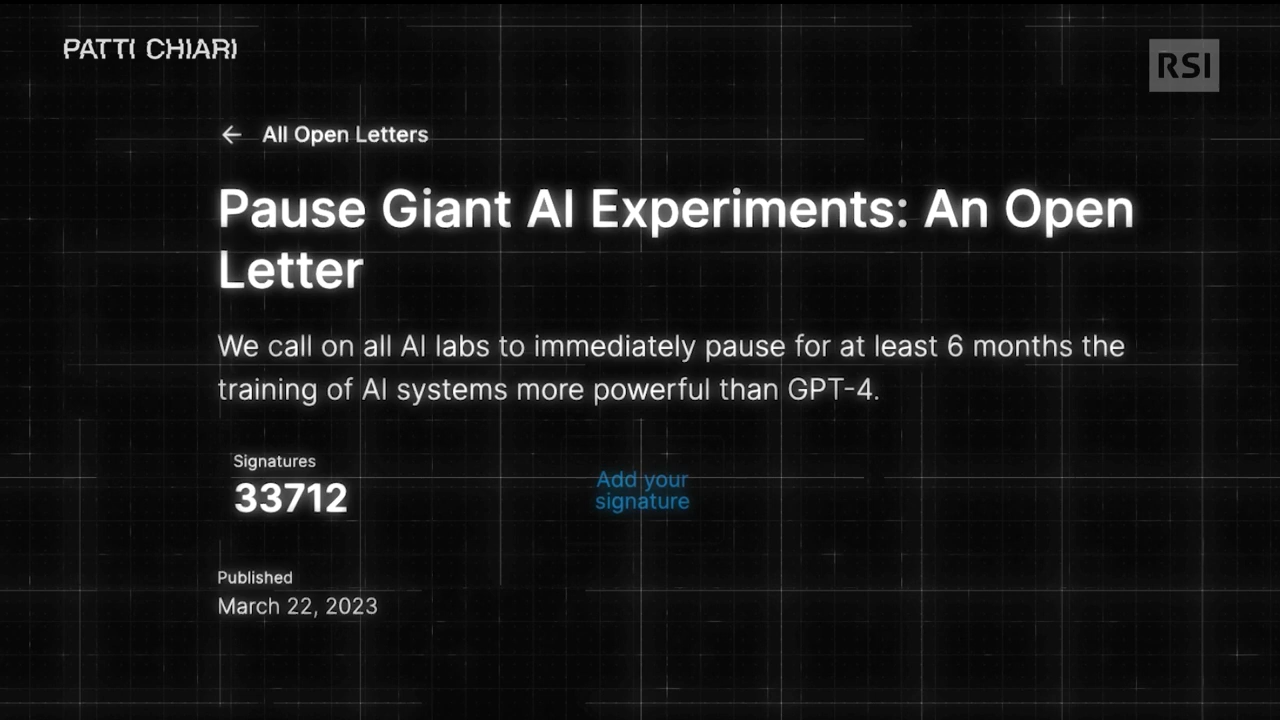 PATTI CHIARI
RSI
← All Open Letters
Pause Giant AI Experiments: An Open
Letter
We call on all AI labs to immediately pause for at least 6 months the
training of AI systems more powerful than GPT-4.
Signatures
33712
Add your
signature
Published
March 22, 2023